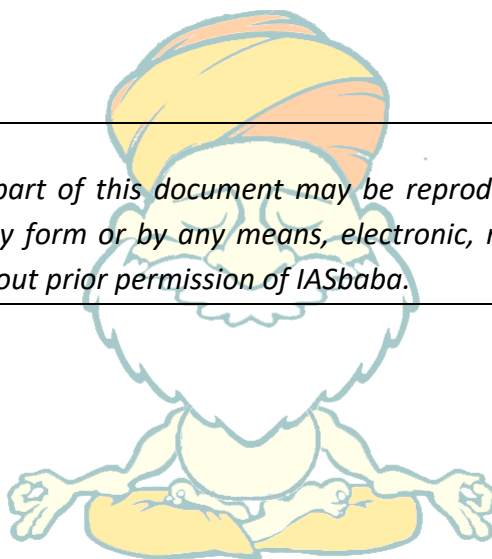 part of this document may be reprod
y form or by any means, electronic,
out prior permission of IASbaba.